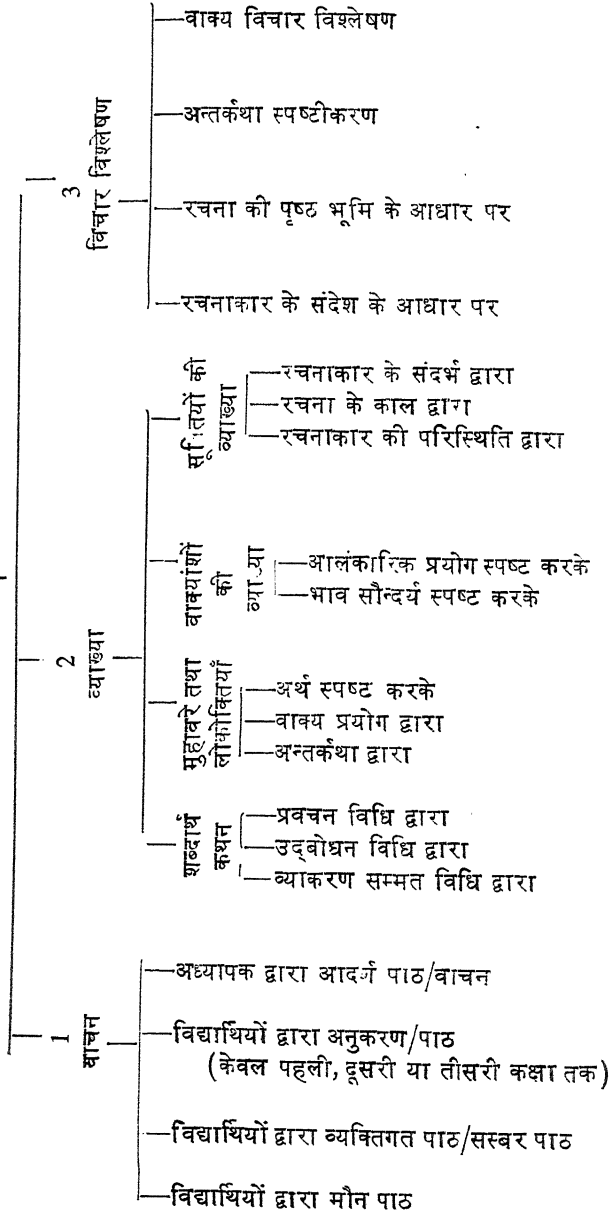 1
वाचन
अध्यापक द्वारा आदर्श पाठ/वाचन
विद्यार्थियों द्वारा अनुकरण/पाठ
(केवल पहली, दूसरी या तीसरी कक्षा तक)
विद्यार्थियों द्वारा व्यक्तिगत पाठ/सस्बर पाठ
विद्यार्थियों द्वारा मौन पाठ
2
व्याख्या
शब्दार्थ
कथन
प्रवचन विधि द्वारा
उद्बोधन विधि द्वारा
व्याकरण सम्मत विधि द्वारा
मुहावरे तथा
लोकोक्तियाँ
अर्थ स्पष्ट करके
वाक्य प्रयोग द्वारा
अन्तर्कथा द्वारा
वाक्यांशों
की
व्याख्या
आलंकारिक प्रयोग स्पष्ट करके
भाव सौन्दर्य स्पष्ट करके
सूक्तियों की
व्याख्या
रचनाकार के संदर्भ द्वारा
रचना के काल द्वारा
रचनाकार की परिस्थिति द्वारा
3
विचार विश्लेषण
वाक्य विचार विश्लेषण
अन्तर्कथा स्पष्टीकरण
रचना की पृष्ठ भूमि के आधार पर
रचनाकार के संदेश के आधार पर